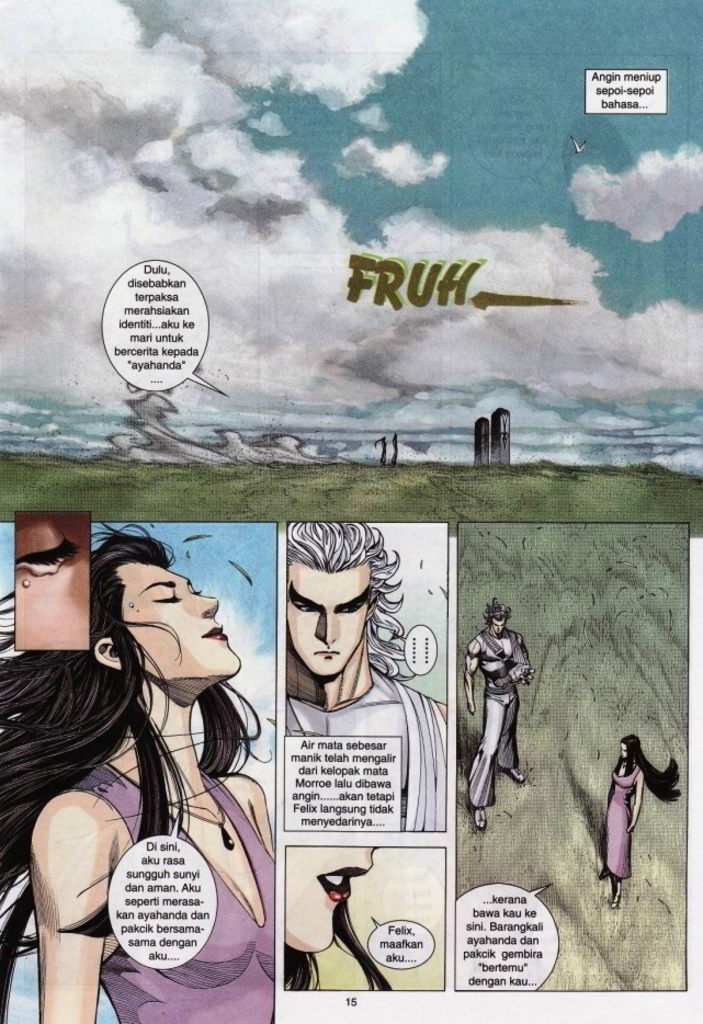 Angin meniup
sepoi-sepoi
bahasa...
FRUH
Dulu,
disebabkan
terpaksa
merahsiakan
identiti...aku ke
mari untuk
bercerita kepada
"ayahanda"
....
Di sini,
aku rasa
sungguh sunyi
dan aman. Aku
seperti merasa-
kan ayahanda dan
pakcik bersama-
sama dengan
aku....
Air mata sebesar
manik telah mengalir
dari kelopak mata
Morroe lalu dibawa
angin......akan tetapi
Felix langsung tidak
menyedarinya....
Felix,
maafkan
aku....
...kerana
bawa kau ke
sini. Barangkali
ayahanda dan
pakcik gembira
"bertemu"
dengan kau...
15